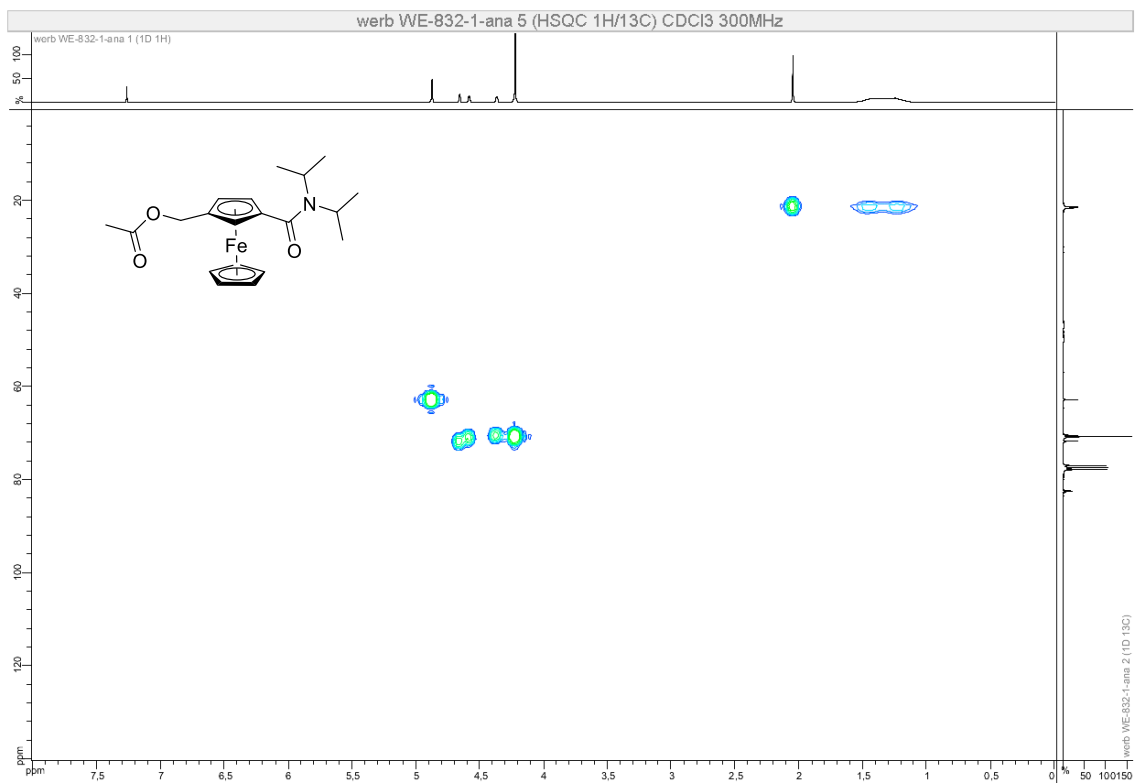 werb WE-832-1-ana 5 (HSQC 1H/13C) CDCl3 300MHz
werb WE-832-1-ana 1 (1D 1H)
100
50
%
20
40
60
80
100
120
ppm
O
O
Fe
N
O
ppm 7,5 7 6,5 6 5,5 5 4,5 4 3,5 3 2,5 2 1,5 1 0,5 0
% 50 100 150
werb WE-832-1-ana 2 (1D 13C)